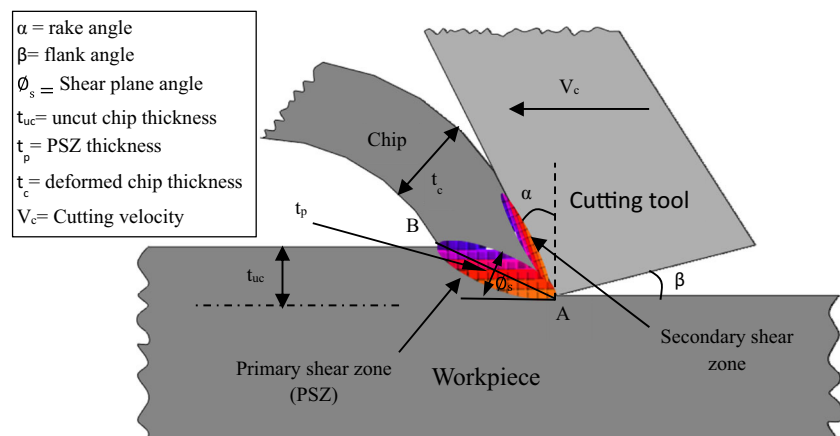 α = rake angle
β= flank angle
∅s = Shear plane angle
tuc= uncut chip thickness
tp= PSZ thickness
tc= deformed chip thickness
Vc= Cutting velocity
Vc
Chip
tc
α
Cutting tool
tp
B
tuc
∅s
β
A
Secondary shear
zone
Primary shear zone
(PSZ)
Workpiece